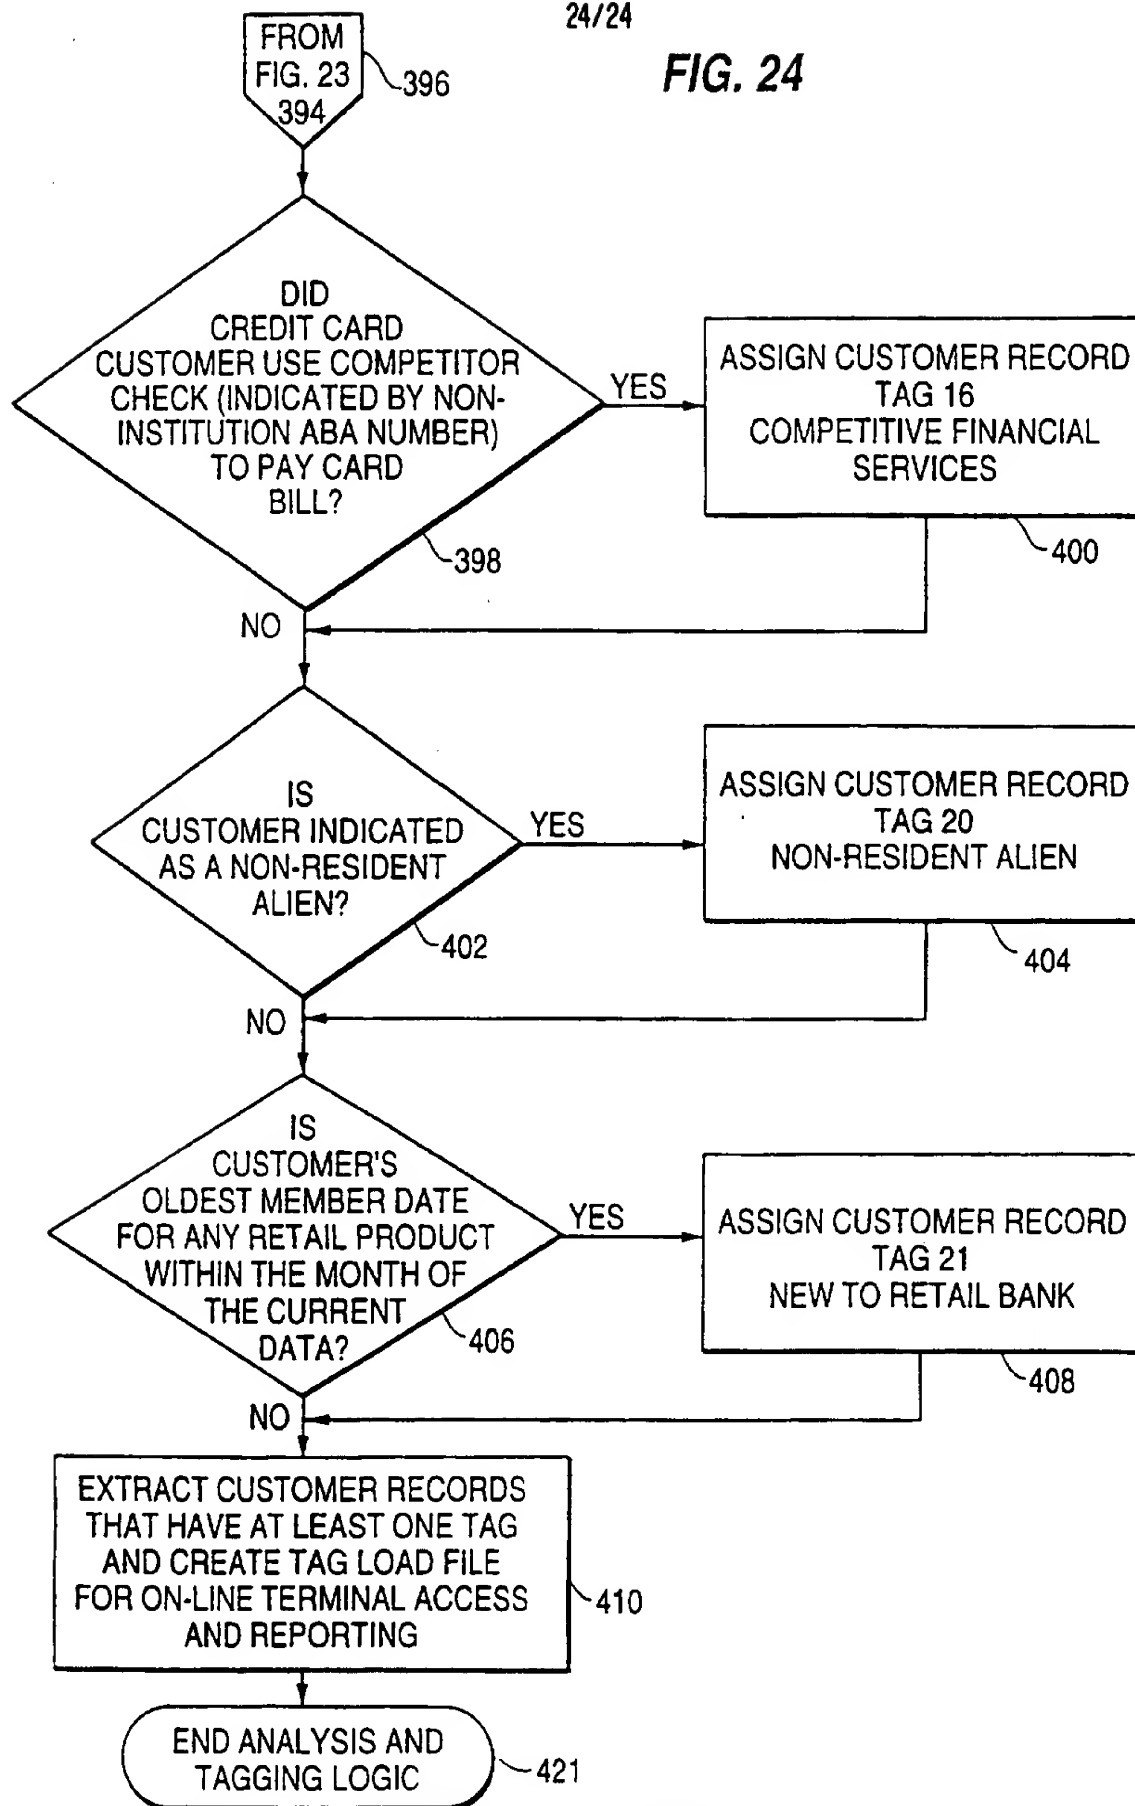 24/24
FIG. 24
FROM
FIG. 23
394
396
DID
CREDIT CARD
CUSTOMER USE COMPETITOR
CHECK (INDICATED BY NON-
INSTITUTION ABA NUMBER)
TO PAY CARD
BILL?
398
YES
ASSIGN CUSTOMER RECORD
TAG 16
COMPETITIVE FINANCIAL
SERVICES
400
NO
IS
CUSTOMER INDICATED
AS A NON-RESIDENT
ALIEN?
402
YES
ASSIGN CUSTOMER RECORD
TAG 20
NON-RESIDENT ALIEN
404
NO
IS
CUSTOMER'S
OLDEST MEMBER DATE
FOR ANY RETAIL PRODUCT
WITHIN THE MONTH OF
THE CURRENT
DATA?
406
YES
ASSIGN CUSTOMER RECORD
TAG 21
NEW TO RETAIL BANK
408
NO
EXTRACT CUSTOMER RECORDS
THAT HAVE AT LEAST ONE TAG
AND CREATE TAG LOAD FILE
FOR ON-LINE TERMINAL ACCESS
AND REPORTING
410
END ANALYSIS AND
TAGGING LOGIC
421